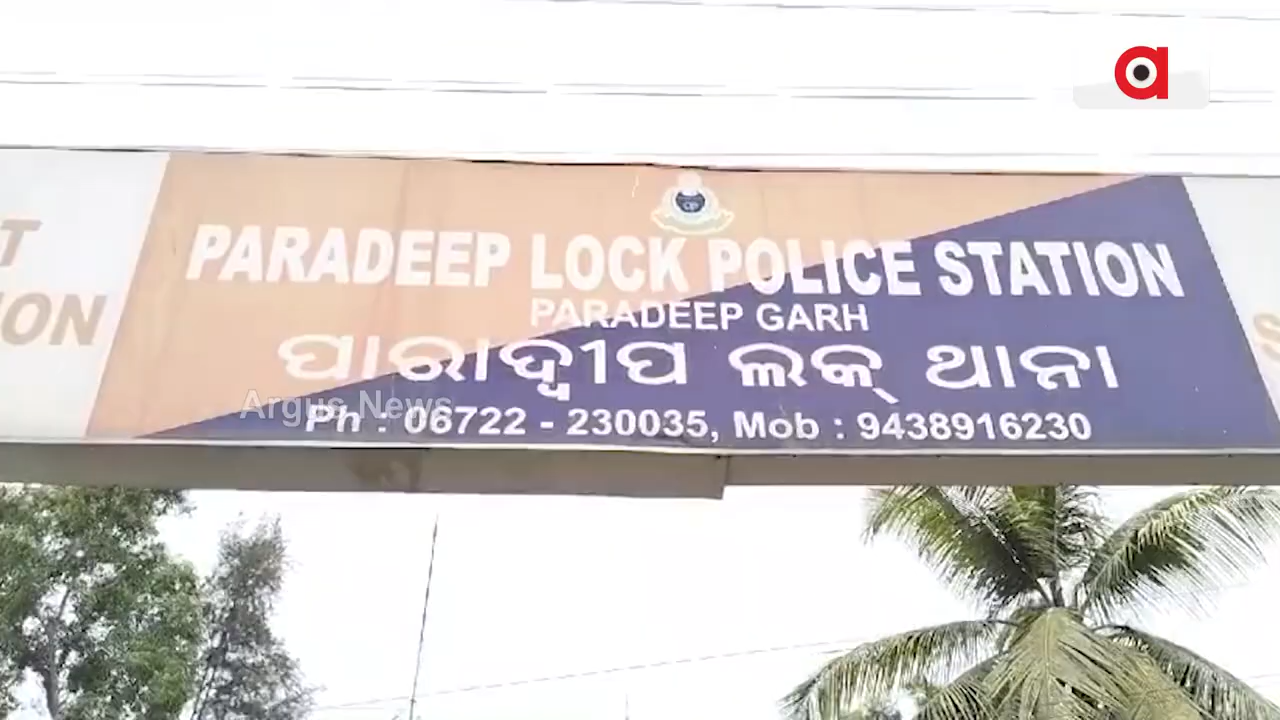 PARADEEP LOCK POLICE STATION
PARADEEP GARH
ପାରାଦ୍ୱୀପ ଲକ୍ ଥାନା
Ph : 06722 - 230035, Mob : 9438916230
Argus News